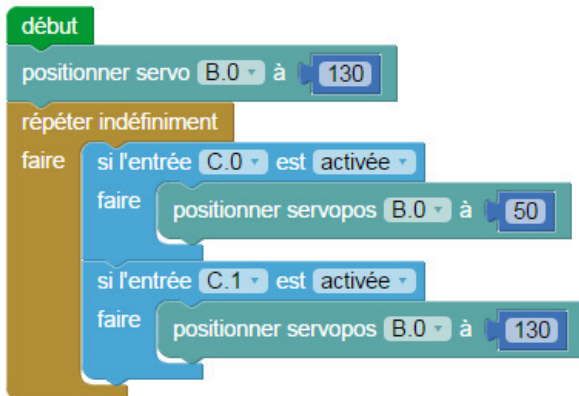 début
positionner servo B.0 à 130
répéter indéfiniment
faire si l'entrée C.0 est activée
faire positionner servopos B.0 à 50
si l'entrée C.1 est activée
faire positionner servopos B.0 à 130